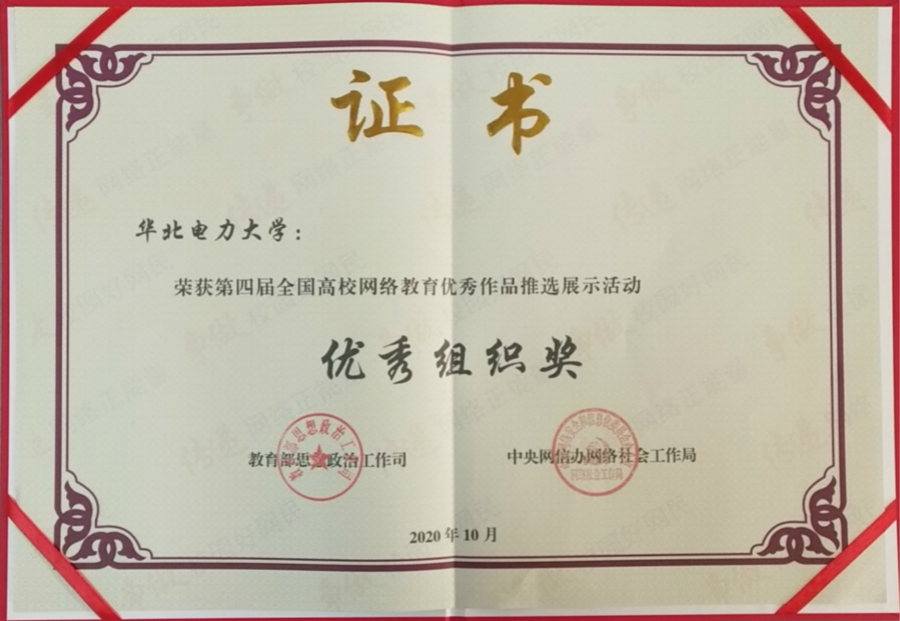 证书
华北电力大学：
荣获第四届全国高校网络教育优秀作品推选展示活动
优秀组织奖
教育部思想政治工作司 中央网信办网络社会工作局
2020年10月